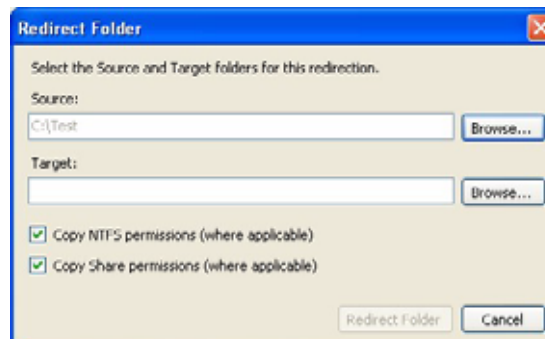 Redirect Folder
Select the Source and Target folders for this redirection.
Source:
C:\Test
Browse...
Target:
Browse...
Copy NTFS permissions (where applicable)
Copy Share permissions (where applicable)
Redirect Folder Cancel